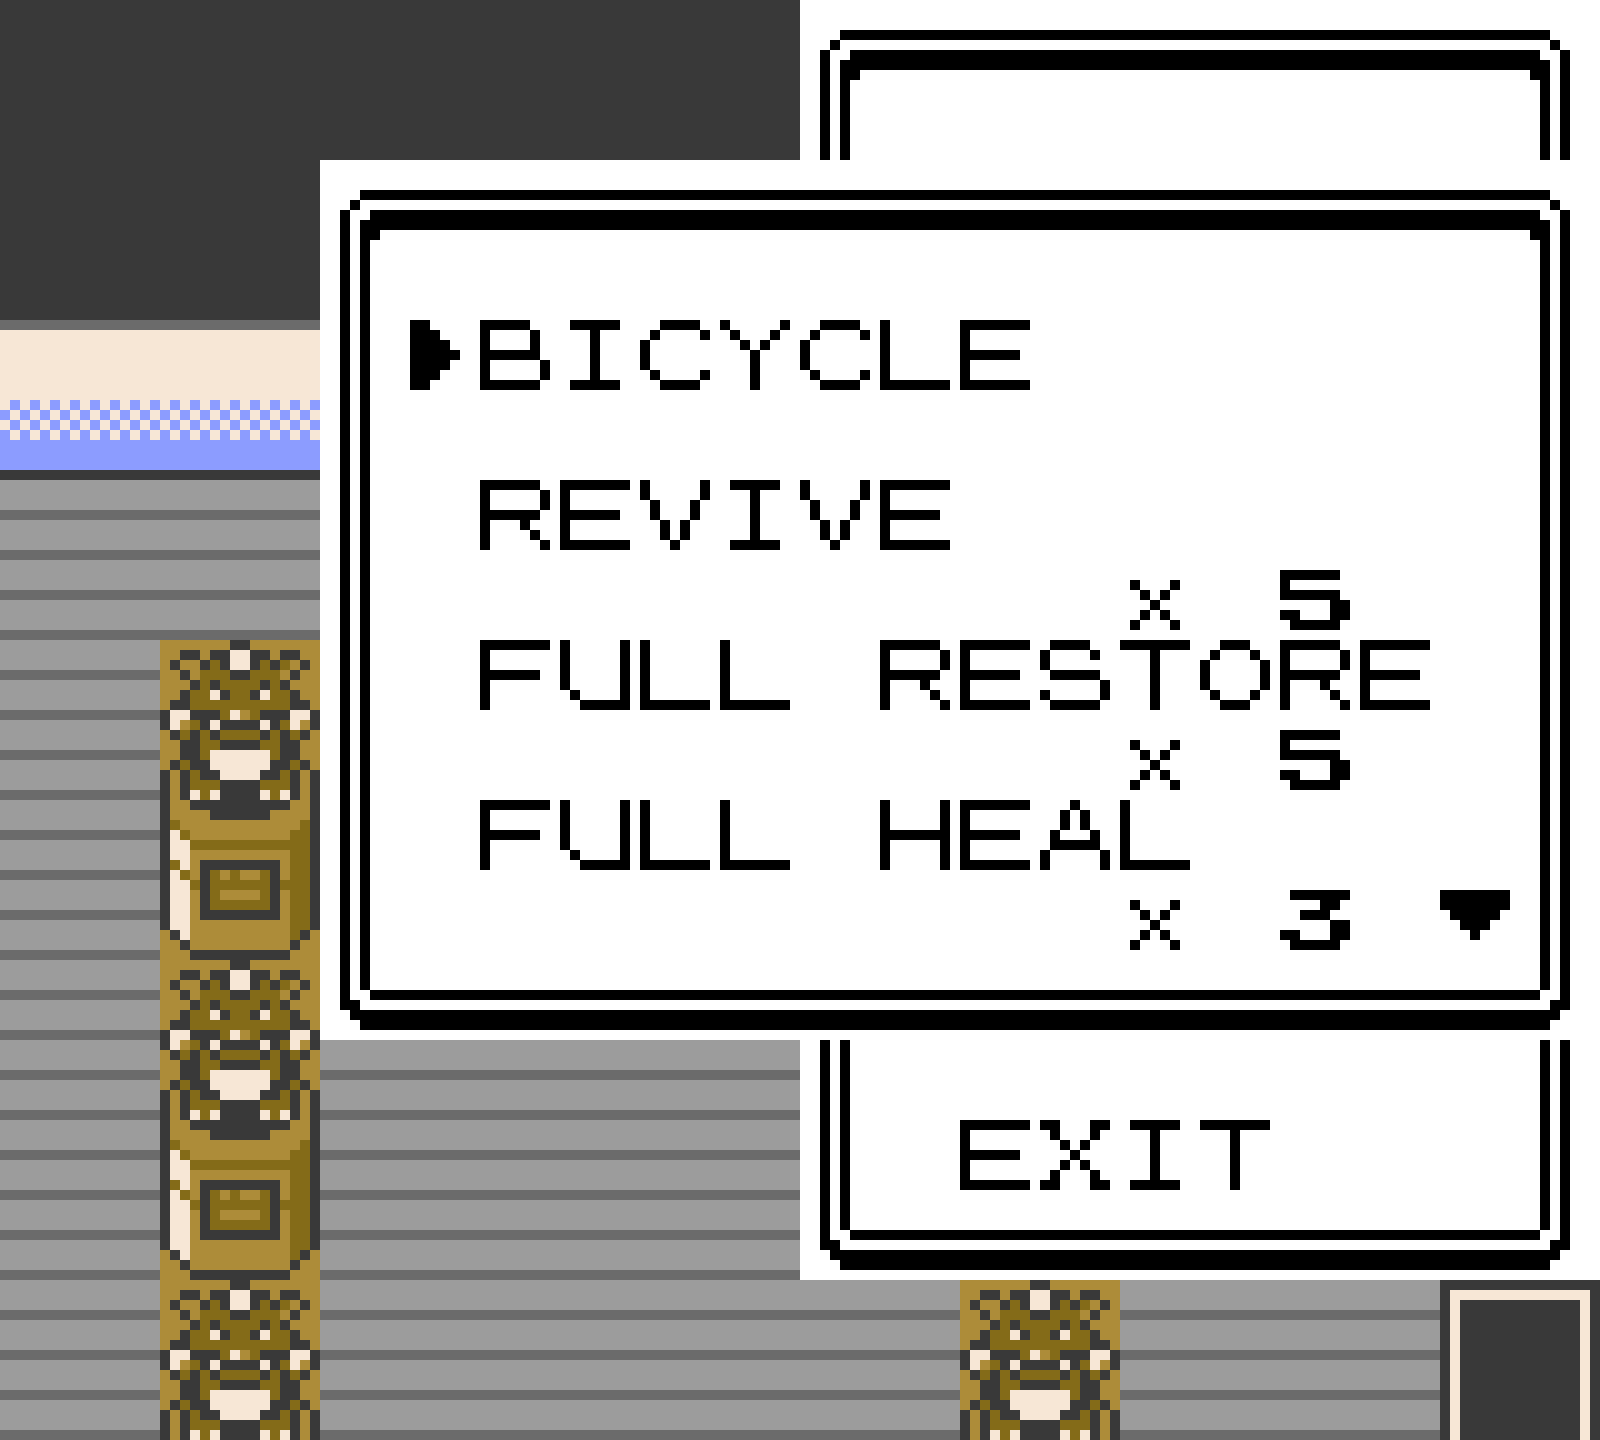 ▶BICYCLE
REVIVE
× 5
FULL RESTORE
× 5
FULL HEAL
× 3 ▼
EXIT